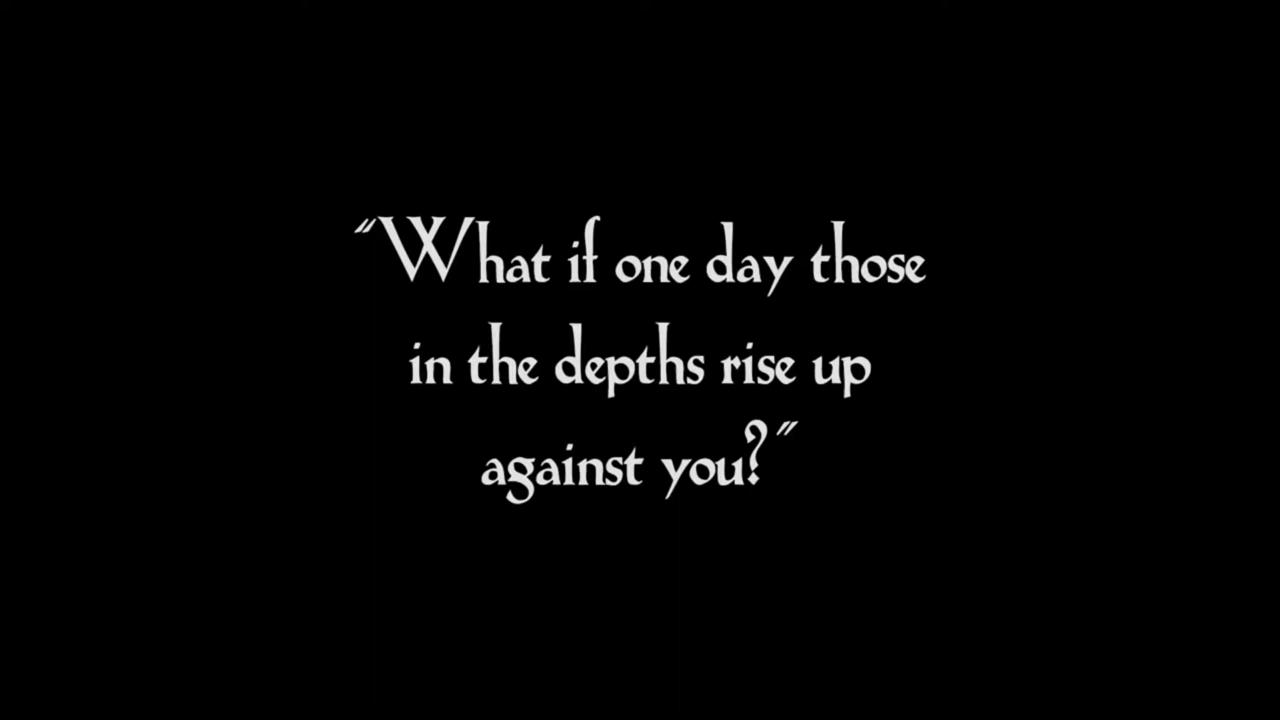 "What if one day those
in the depths rise up
against you?"